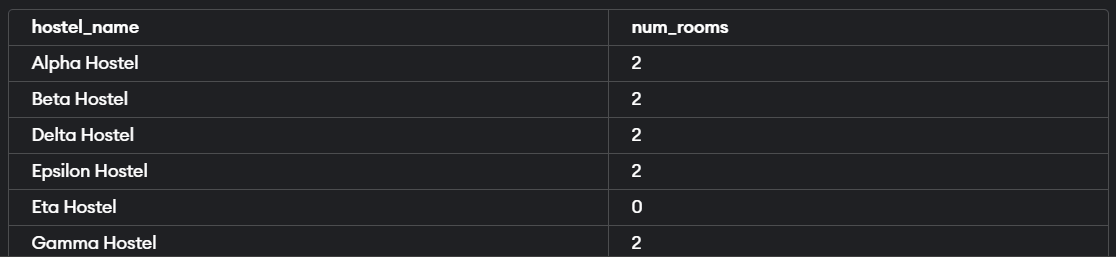 hostel_name num_rooms
Alpha Hostel 2
Beta Hostel 2
Delta Hostel 2
Epsilon Hostel 2
Eta Hostel 0
Gamma Hostel 2